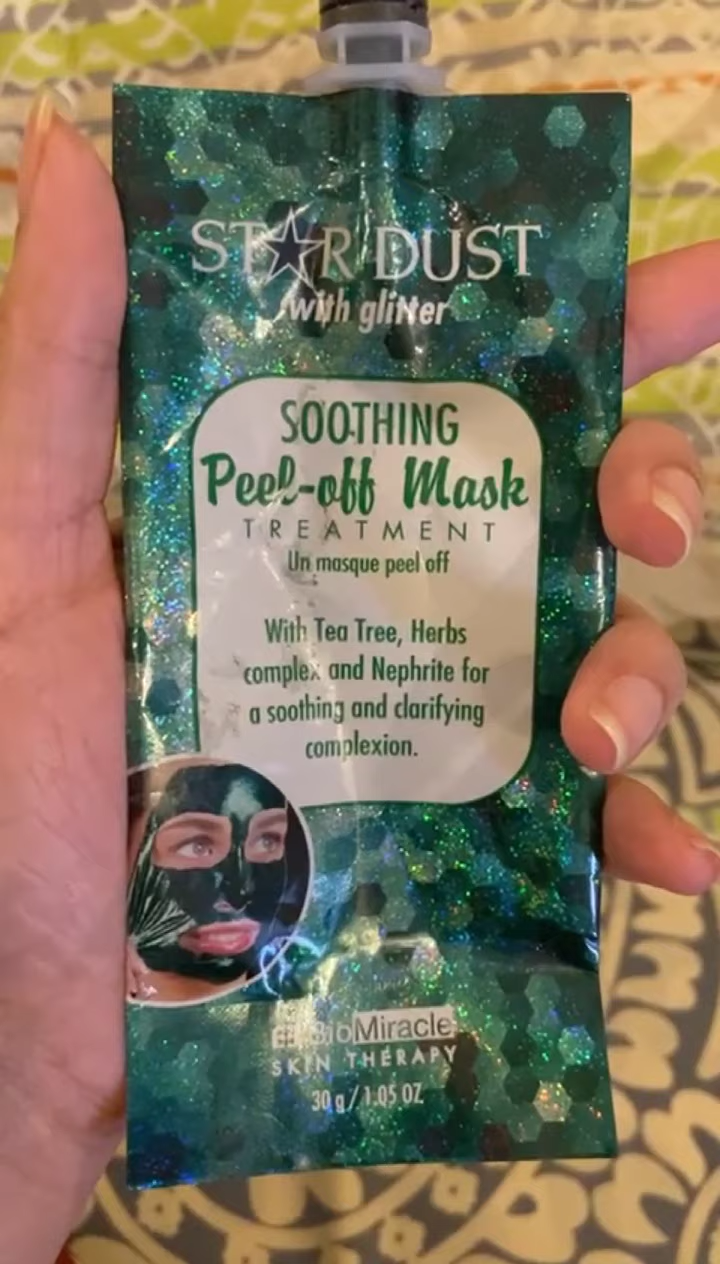 STAR DUST
with glitter
SOOTHING
Peel-off Mask
TREATMENT
Un masque peel off
With Tea Tree, Herbs
complex and Nephrite for
a soothing and clarifying
complexion.
BioMiracle
SKIN THERAPY
30 g / 1.05 OZ